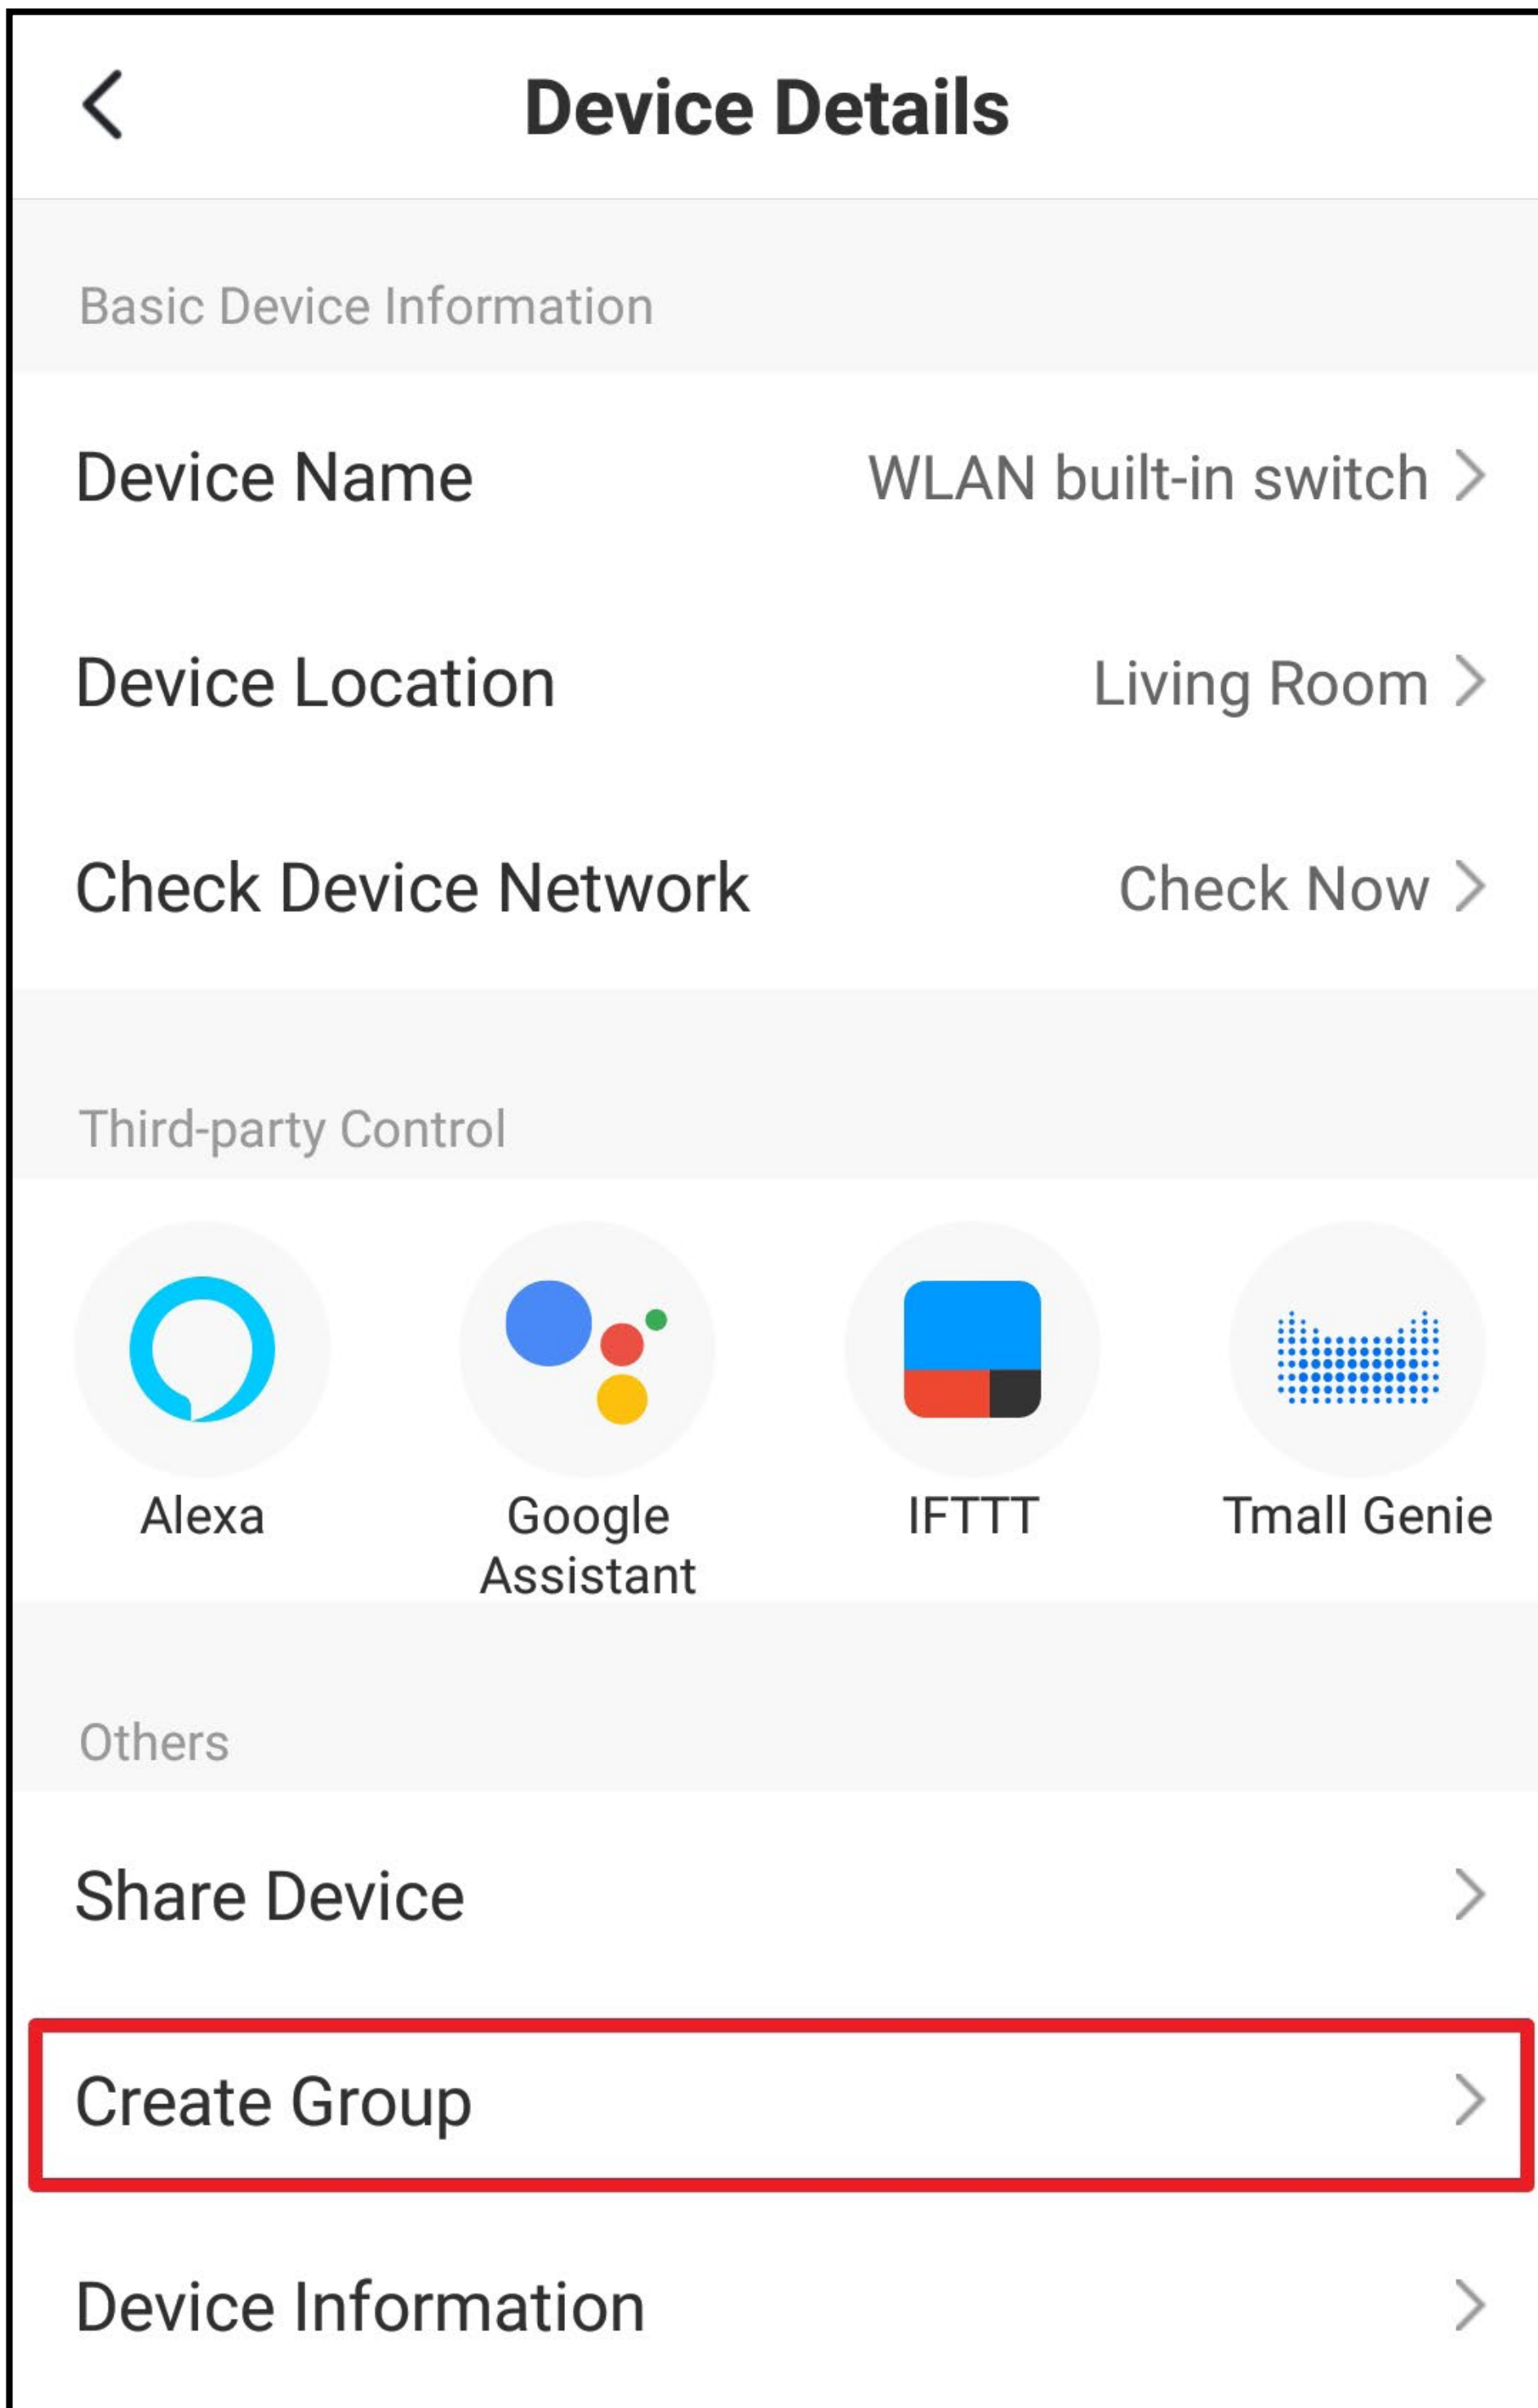 Device Details
Basic Device Information
Device Name WLAN built-in switch
Device Location Living Room
Check Device Network Check Now
Third-party Control
Alexa Google Assistant IFTTT Tmall Genie
Others
Share Device
Create Group
Device Information